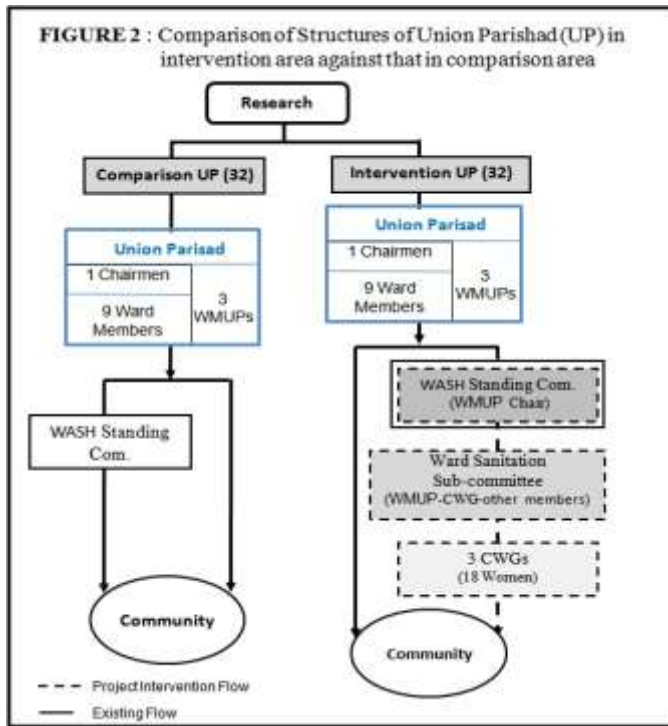 FIGURE 2 : Comparison of Structures of Union Parishad (UP) in
intervention area against that in comparison area
Research
Comparison UP (32)
Intervention UP (32)
Union Parisad
1 Chairmen
9 Ward
Members
3
WMUPs
Union Parisad
1 Chairmen
9 Ward
Members
3
WMUPs
WASH Standing
Com.
WASH Standing Com.
(WMUP Chair)
Ward Sanitation
Sub-committee
(WMUP-CWG-other members)
3 CWGs
(18 Women)
Community
Community
Project Intervention Flow
Existing Flow